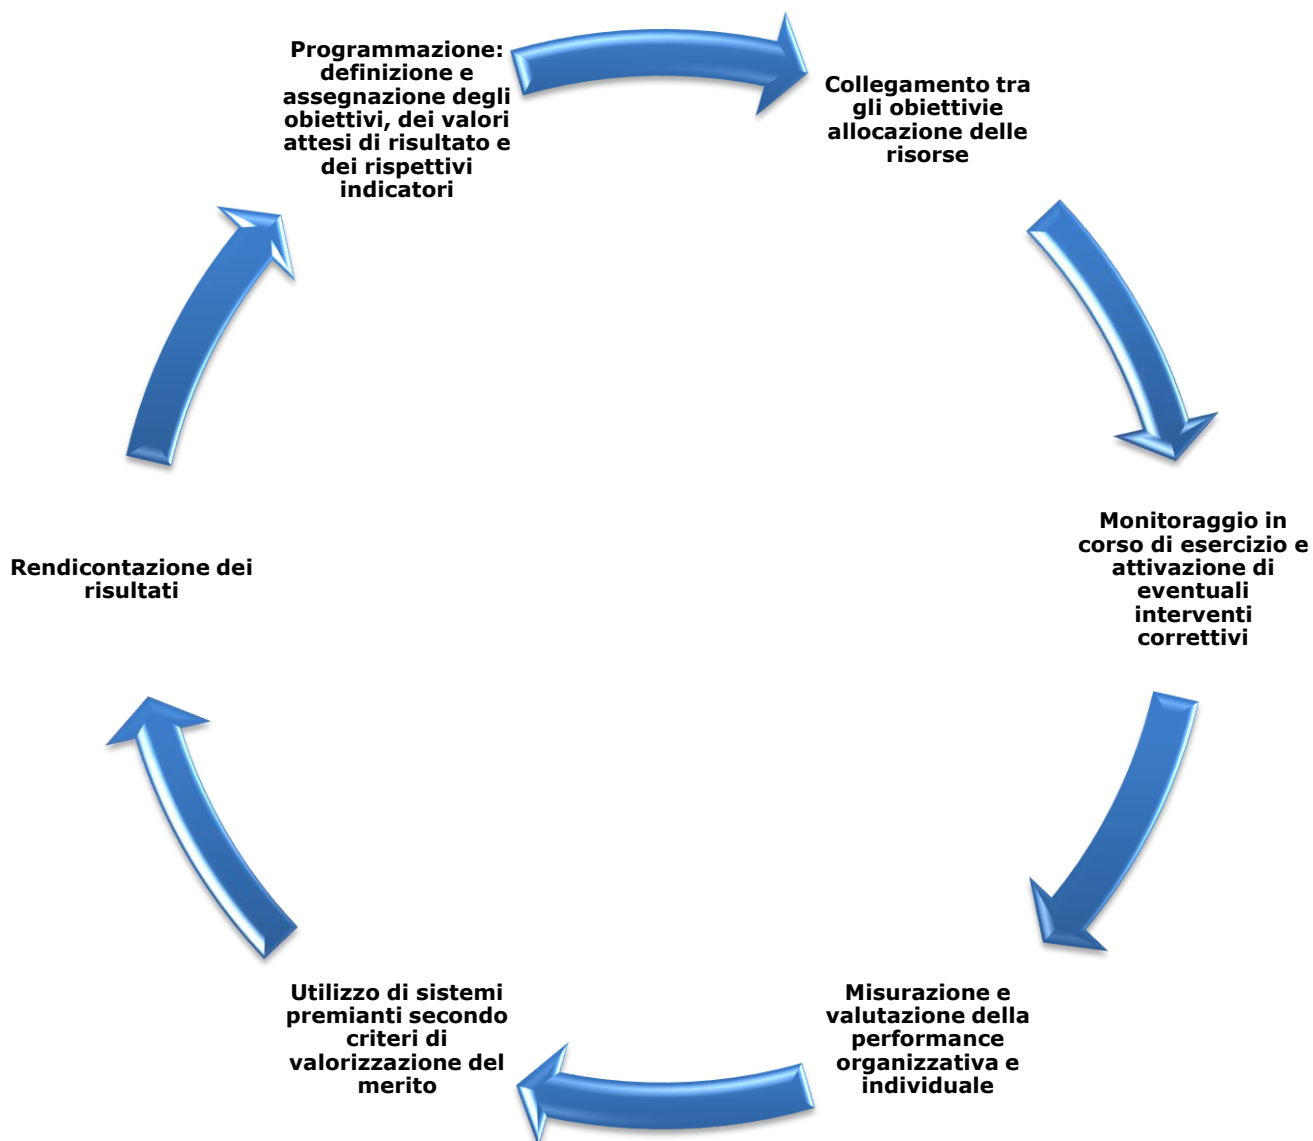 Programmazione:
definizione e
assegnazione degli
obiettivi, dei valori
attesi di risultato e
dei rispettivi
indicatori
Collegamento tra
gli obiettivie
allocazione delle
risorse
Monitoraggio in
corso di esercizio e
attivazione di
eventuali
interventi
correttivi
Misurazione e
valutazione della
performance
organizzativa e
individuale
Utilizzo di sistemi
premianti secondo
criteri di
valorizzazione del
merito
Rendicontazione dei
risultati